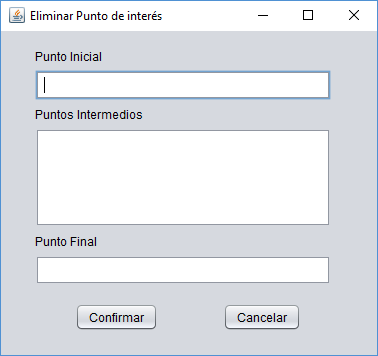 Eliminar Punto de interés
Punto Inicial
Puntos Intermedios
Punto Final
Confirmar
Cancelar